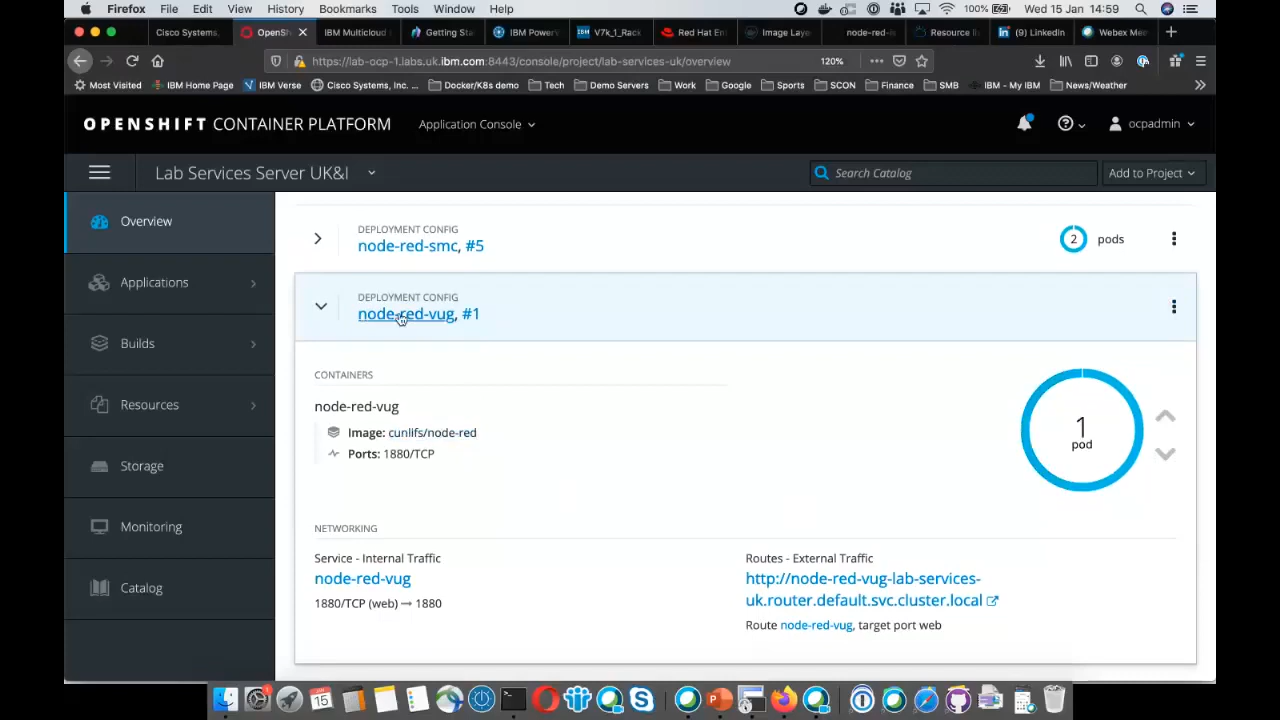 Firefox File Edit View History Bookmarks Tools Window Help 100% Wed 15 Jan 14:59
Cisco Systems, OpenSh IBM Multicloud Getting Sta IBM Power V7k_1_Rack Red Hat En Image Laye node-red-is Resource li (9) LinkedIn Webex Mee
https://lab-ocp-1.labs.uk.ibm.com:8443/console/project/lab-services-uk/overview 120%
Most Visited IBM Home Page IBM Verse Cisco Systems, Inc. ... Docker/K8s demo Tech Demo Servers Work Google Sports SCON Finance SMB IBM - My IBM News/Weather
OPENSHIFT CONTAINER PLATFORM Application Console ocpadmin
Lab Services Server UK&I Search Catalog Add to Project
Overview
Applications
Builds
Resources
Storage
Monitoring
Catalog
DEPLOYMENT CONFIG
node-red-smc, #5 2 pods
DEPLOYMENT CONFIG
node-red-vug, #1
CONTAINERS
node-red-vug
Image: cunlifs/node-red
Ports: 1880/TCP
1
pod
NETWORKING
Service - Internal Traffic
node-red-vug
1880/TCP (web) → 1880
Routes - External Traffic
http://node-red-vug-lab-services-
uk.router.default.svc.cluster.local
Route node-red-vug, target port web
15